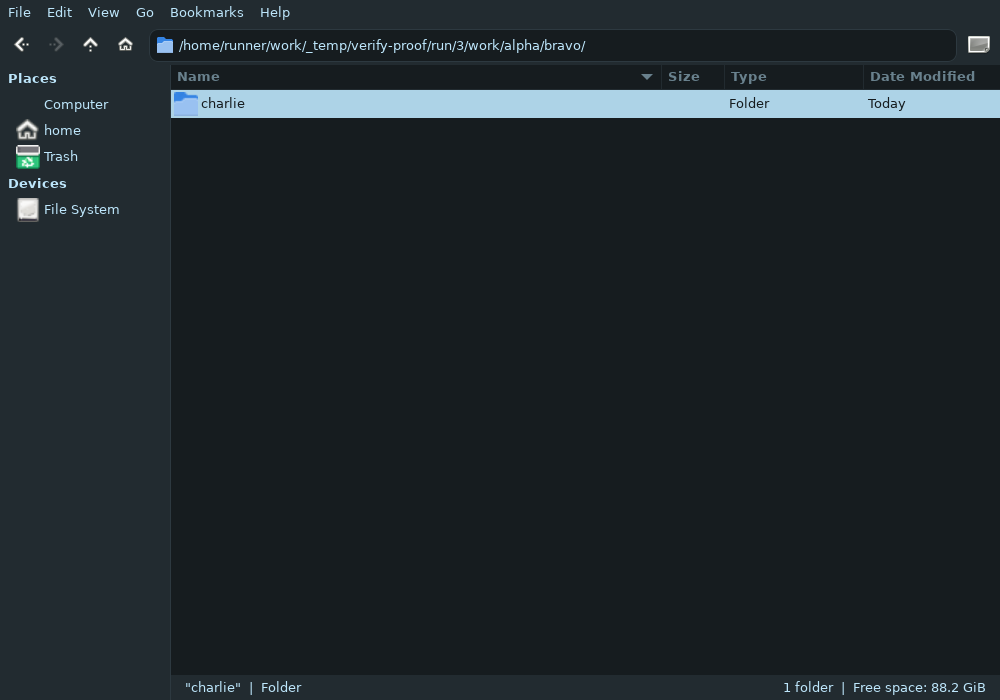 File Edit View Go Bookmarks Help
/home/runner/work/_temp/verify-proof/run/3/work/alpha/bravo/
Places
Computer
home
Trash
Devices
File System
Name Size Type Date Modified
charlie Folder Today
"charlie" | Folder
1 folder | Free space: 88.2 GiB